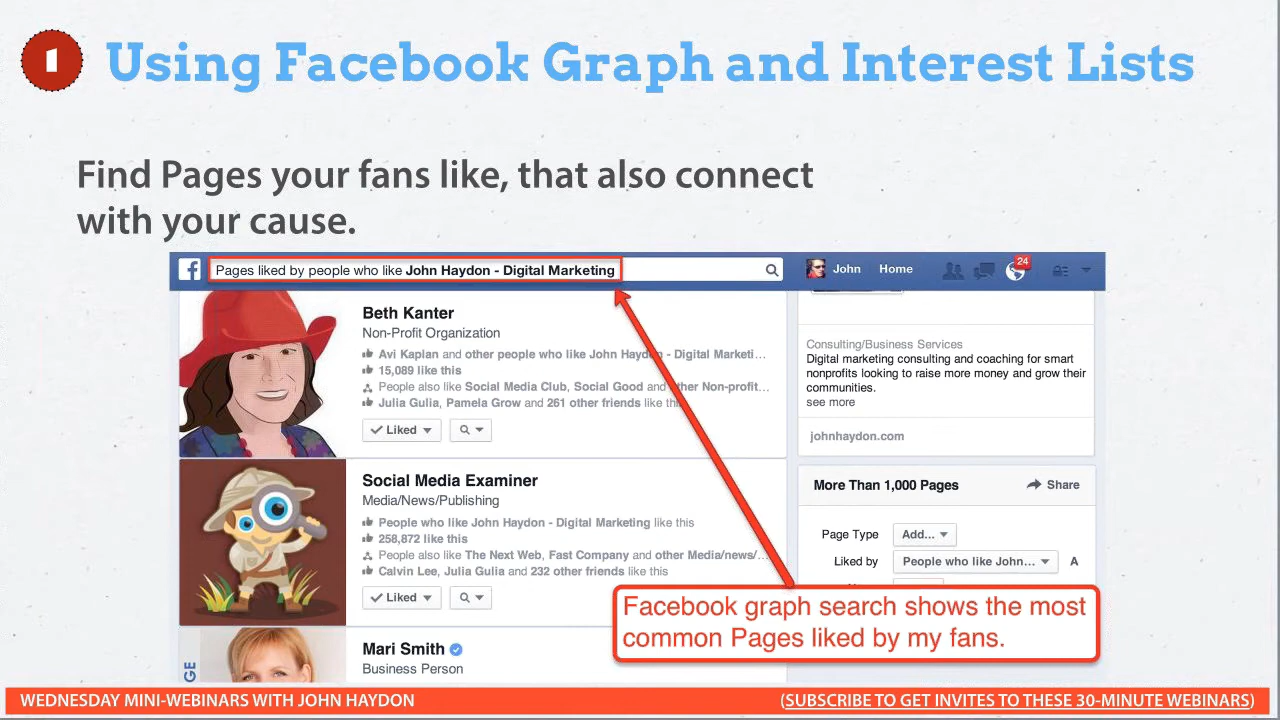 1 Using Facebook Graph and Interest Lists
Find Pages your fans like, that also connect
with your cause.
f Pages liked by people who like John Haydon - Digital Marketing John Home 24
Beth Kanter
Non-Profit Organization
Avi Kaplan and other people who like John Haydon - Digital Marketi...
15,089 like this
People also like Social Media Club, Social Good and other Non-profit...
Julia Gulia, Pamela Grow and 261 other friends like this
Liked
Consulting/Business Services
Digital marketing consulting and coaching for smart
nonprofits looking to raise more money and grow their
communities.
see more
johnhaydon.com
Social Media Examiner
Media/News/Publishing
People who like John Haydon - Digital Marketing like this
258,872 like this
People also like The Next Web, Fast Company and other Media/news/...
Calvin Lee, Julia Gulia and 232 other friends like this
Liked
More Than 1,000 Pages Share
Page Type Add...
Liked by People who like John... A
Facebook graph search shows the most
common Pages liked by my fans.
Mari Smith
Business Person
GE
WEDNESDAY MINI-WEBINARS WITH JOHN HAYDON (SUBSCRIBE TO GET INVITES TO THESE 30-MINUTE WEBINARS)